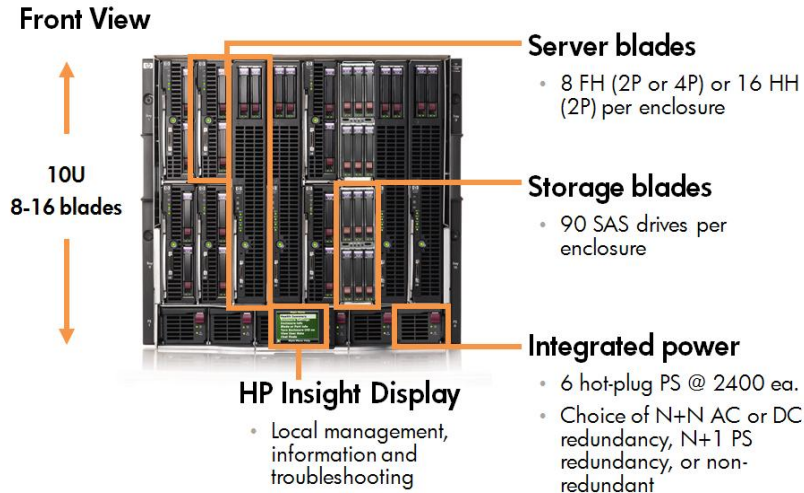 Front View
10U
8-16 blades
Server blades
• 8 FH (2P or 4P) or 16 HH
(2P) per enclosure
Storage blades
• 90 SAS drives per
enclosure
Integrated power
• 6 hot-plug PS @ 2400 ea.
• Choice of N+N AC or DC
redundancy, N+1 PS
redundancy, or non-
redundant
HP Insight Display
• Local management,
information and
troubleshooting